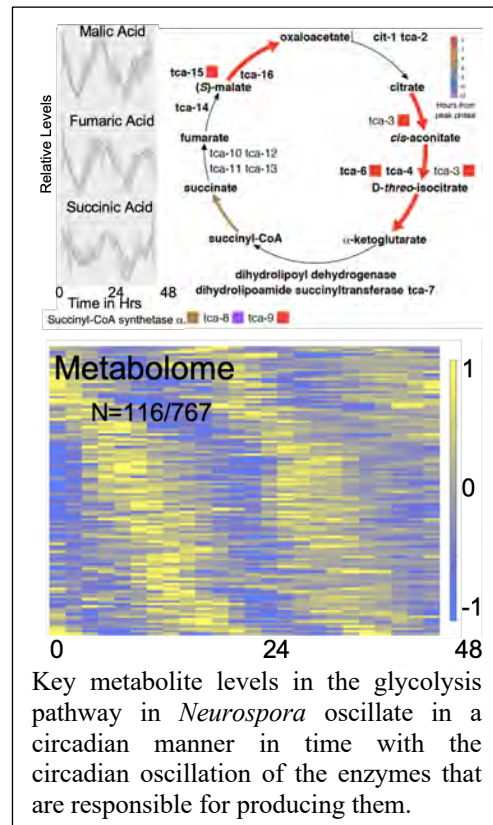 Malic Acid
Fumaric Acid
Succinic Acid
Relative Levels
0 24 48
Time in Hrs
oxaloacetate
cit-1 tca-2
tca-15
tca-16
(S)-malate
citrate
Hours from
peak
tca-3
tca-14
cis-aconitate
fumarate
tca-10 tca-12
tca-11 tca-13
tca-6
tca-4
tca-3
D-threo-isocitrate
succinate
succinyl-CoA
α-ketoglutarate
dihydrolipoyl dehydrogenase
dihydrolipoamide succinyltransferase tca-7
Succinyl-CoA synthetase α. tca-8 tca-9
Metabolome
N=116/767
1
0
-1
0 24 48
Key metabolite levels in the glycolysis
pathway in Neurospora oscillate in a
circadian manner in time with the
circadian oscillation of the enzymes that
are responsible for producing them.